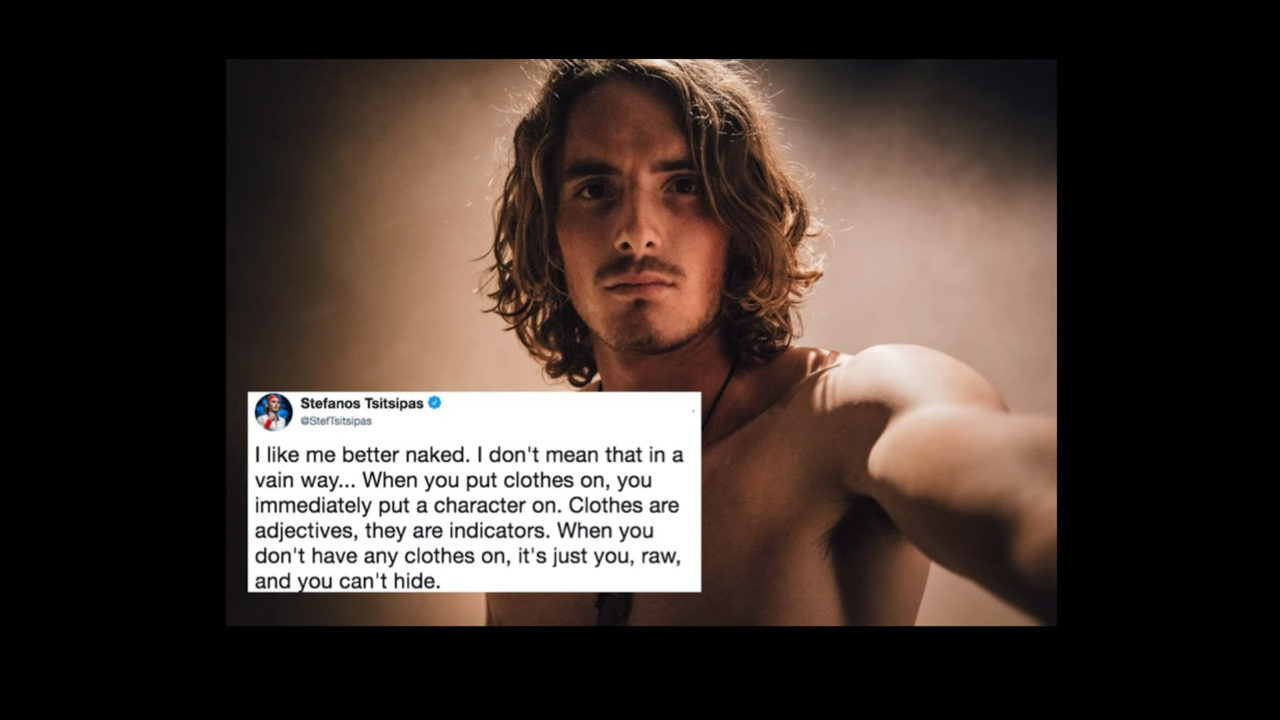 Stefanos Tsitsipas
@StefTsitsipas
I like me better naked. I don't mean that in a
vain way... When you put clothes on, you
immediately put a character on. Clothes are
adjectives, they are indicators. When you
don't have any clothes on, it's just you, raw,
and you can't hide.